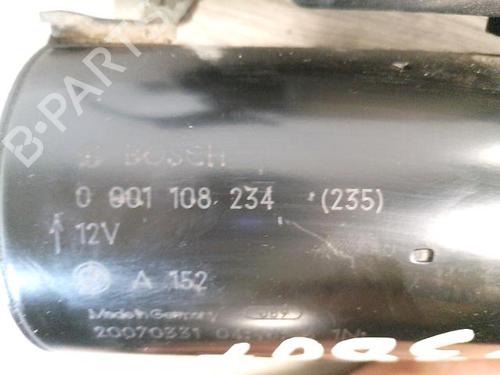 B-PARTS
BOSCH
0 001 108 234 (235)
12V
A 152
Made in Germany
20070331